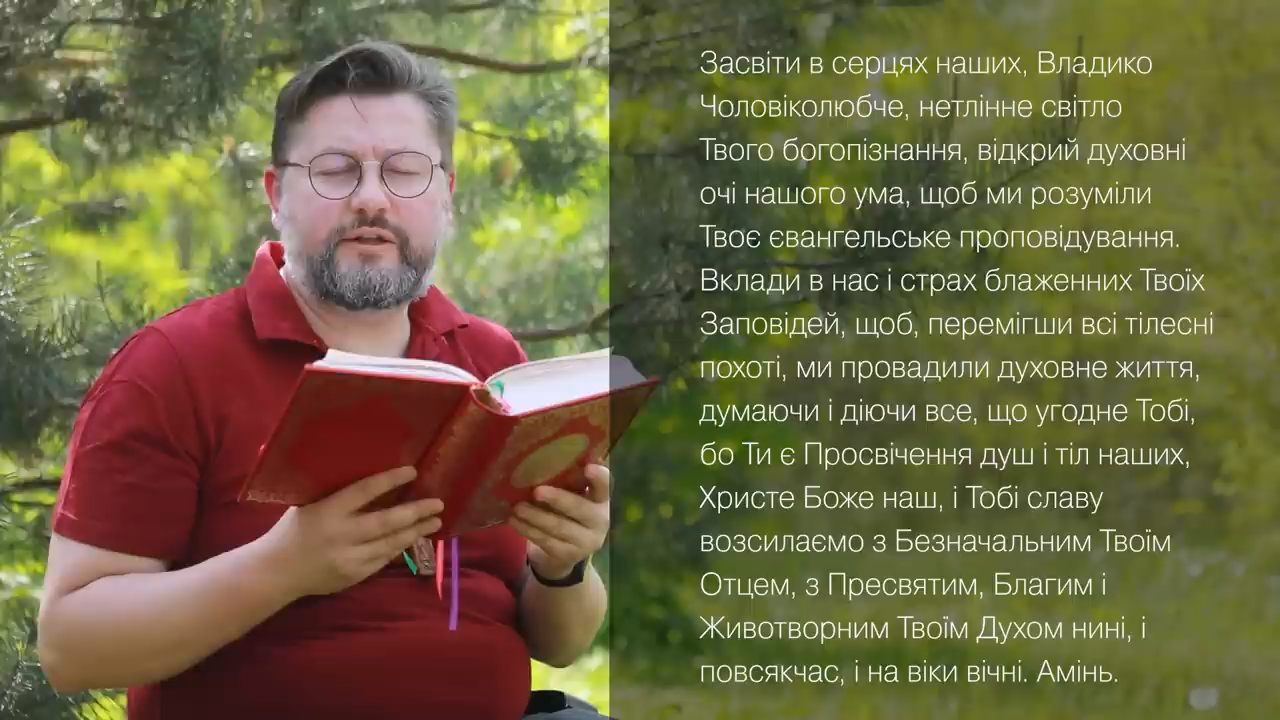 Засвіти в серцях наших, Владико
Чоловіколюбче, нетлінне світло
Твого богопізнання, відкрий духовні
очі нашого ума, щоб ми розуміли
Твоє євангельське проповідування.
Вклади в нас і страх блаженних Твоїх
Заповідей, щоб, перемігши всі тілесні
похоті, ми провадили духовне життя,
думаючи і діючи все, що угодне Тобі,
бо Ти є Просвічення душ і тіл наших,
Христе Боже наш, і Тобі славу
возсилаємо з Безначальним Твоїм
Отцем, з Пресвятим, Благим і
Животворним Твоїм Духом нині, і
повсякчас, і на віки вічні. Амінь.